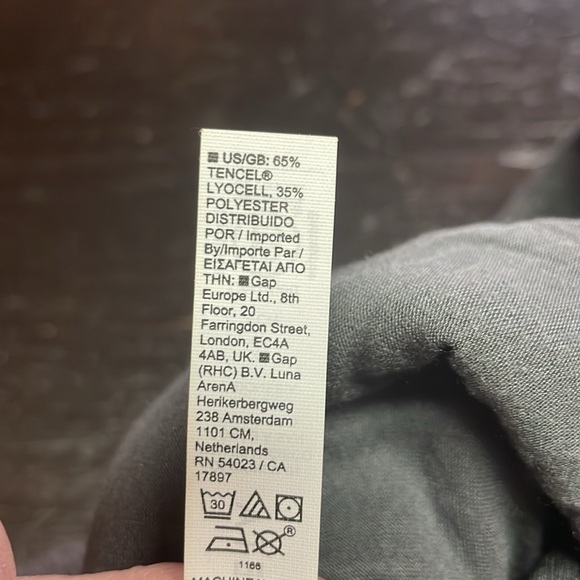 US/GB: 65%
TENCEL®
LYOCELL, 35%
POLYESTER
DISTRIBUIDO
POR / Imported
By/Importe Par /
ΕΙΣΑΓΕΤΑΙ ΑΠΟ
ΤΗΝ: Gap
Europe Ltd., 8th
Floor, 20
Farringdon Street,
London, EC4A
4AB, UK. Gap
(RHC) B.V. Luna
ArenA
Herikerbergweg
238 Amsterdam
1101 CM,
Netherlands
RN 54023 / CA
17897
30
®
1166